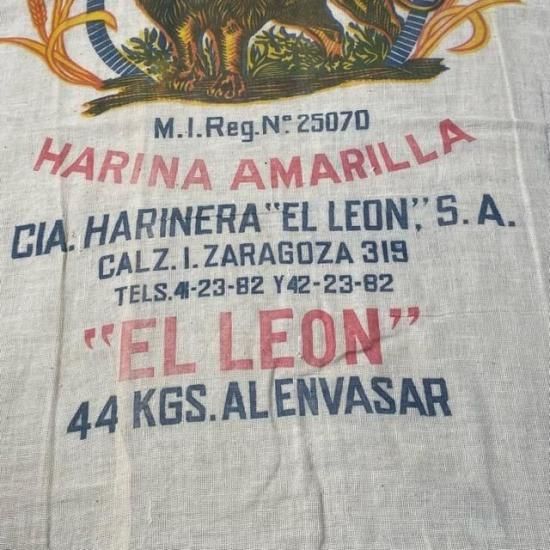 M.I.Reg.Nº 25070
HARINA AMARILLA
CIA. HARINERA "EL LEON", S.A.
CALZ. I. ZARAGOZA 319
TELS. 41-23-82 Y 42-23-82
"EL LEON"
44 KGS. AL ENVASAR